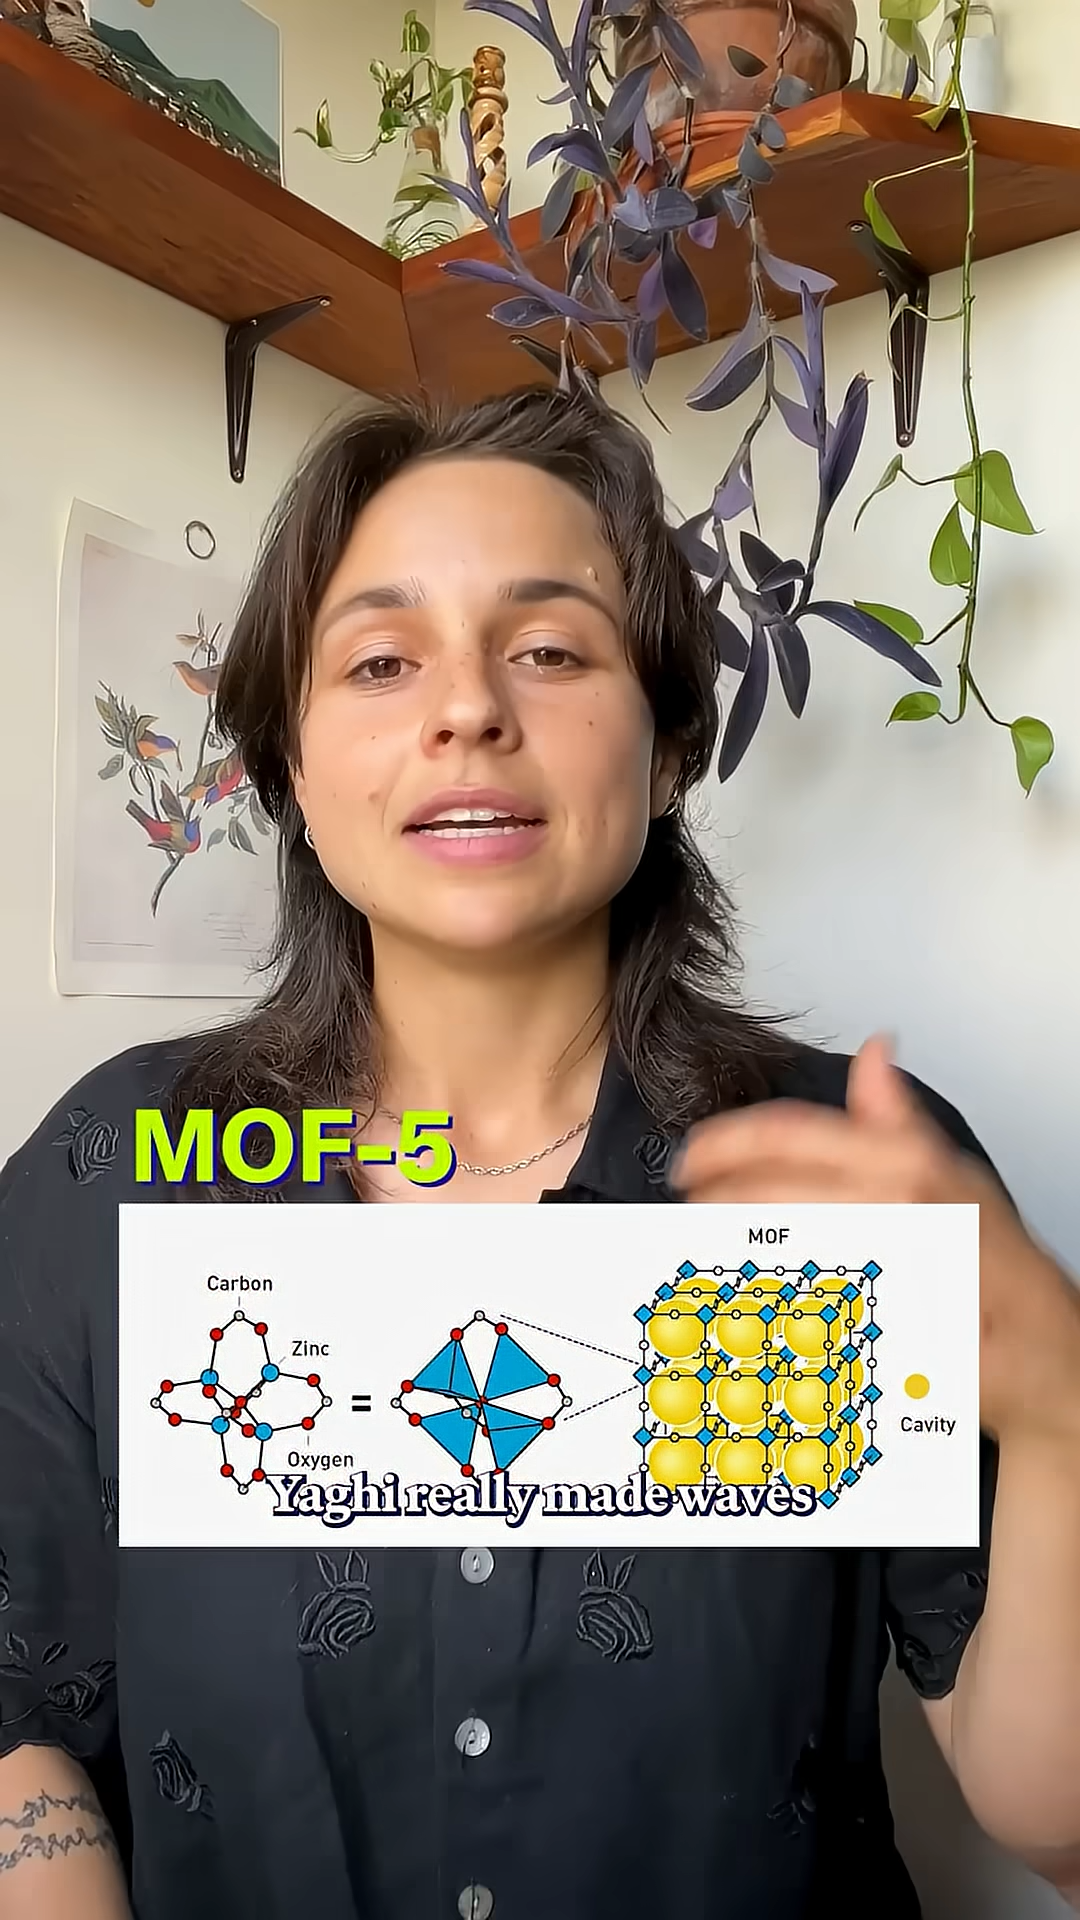 MOF-5
MOF
Carbon
Zinc
=
Cavity
Oxygen
Yaghi really made waves